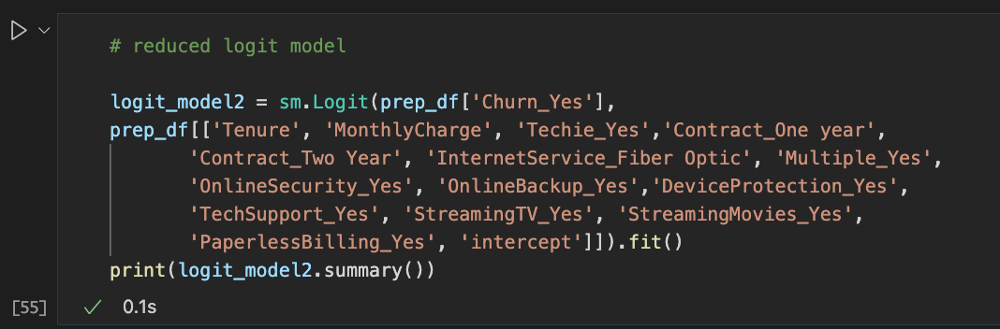 # reduced logit model
logit_model2 = sm.Logit(prep_df['Churn_Yes'],
prep_df[['Tenure', 'MonthlyCharge', 'Techie_Yes','Contract_One year',
'Contract_Two Year', 'InternetService_Fiber Optic', 'Multiple_Yes',
'OnlineSecurity_Yes', 'OnlineBackup_Yes','DeviceProtection_Yes',
'TechSupport_Yes', 'StreamingTV_Yes', 'StreamingMovies_Yes',
'PaperlessBilling_Yes', 'intercept']]).fit()
print(logit_model2.summary())
[55] 0.1s